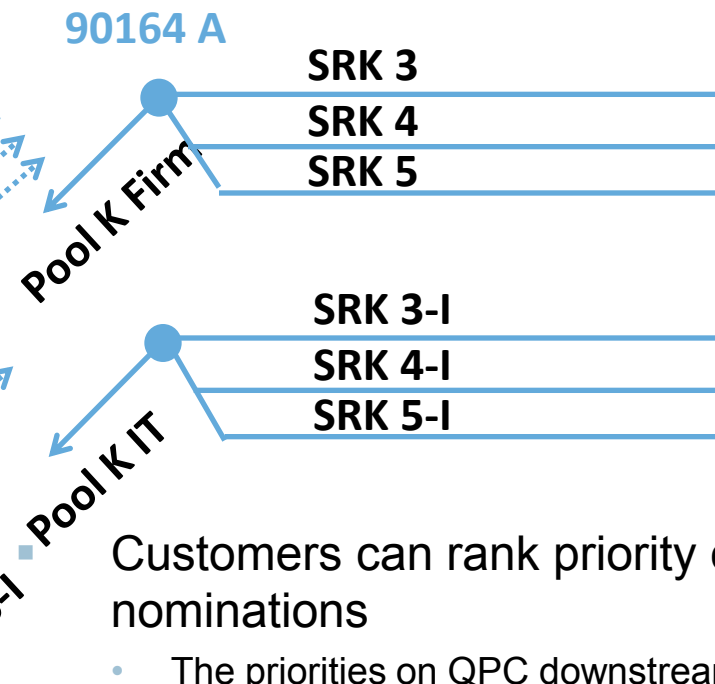 90164 A
SRK 3
SRK 4
SRK 5
Pool K Firm
SRK 3-I
SRK 4-I
SRK 5-I
Pool K IT
Customers can rank priority
nominations
The priorities on QPC